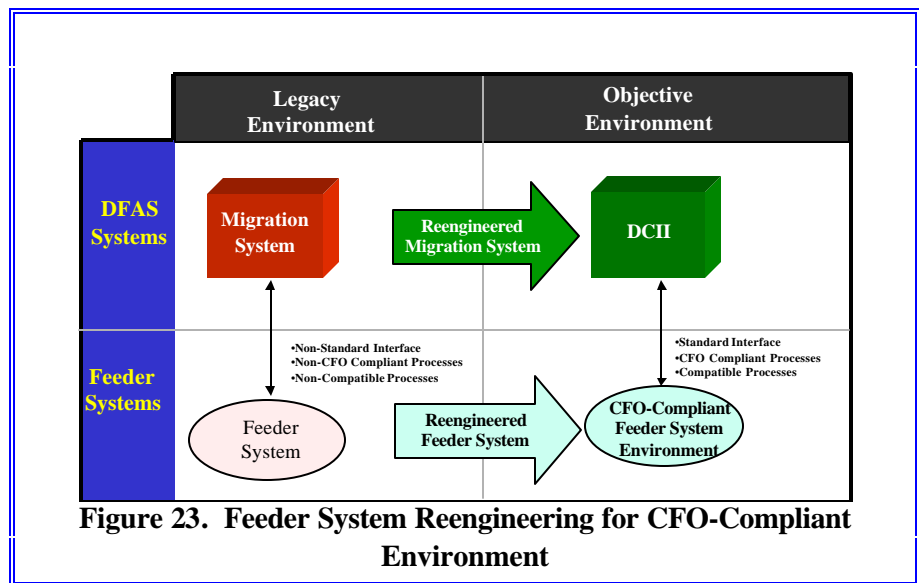 Legacy
Environment
Objective
Environment
DFAS
Systems
Migration
System
Reengineered
Migration System
DCII
•Non-Standard Interface
•Non-CFO Compliant Processes
•Non-Compatible Processes
•Standard Interface
•CFO Compliant Processes
•Compatible Processes
Feeder
Systems
Feeder
System
Reengineered
Feeder System
CFO-Compliant
Feeder System
Environment
Figure 23.  Feeder System Reengineering for CFO-Compliant
Environment